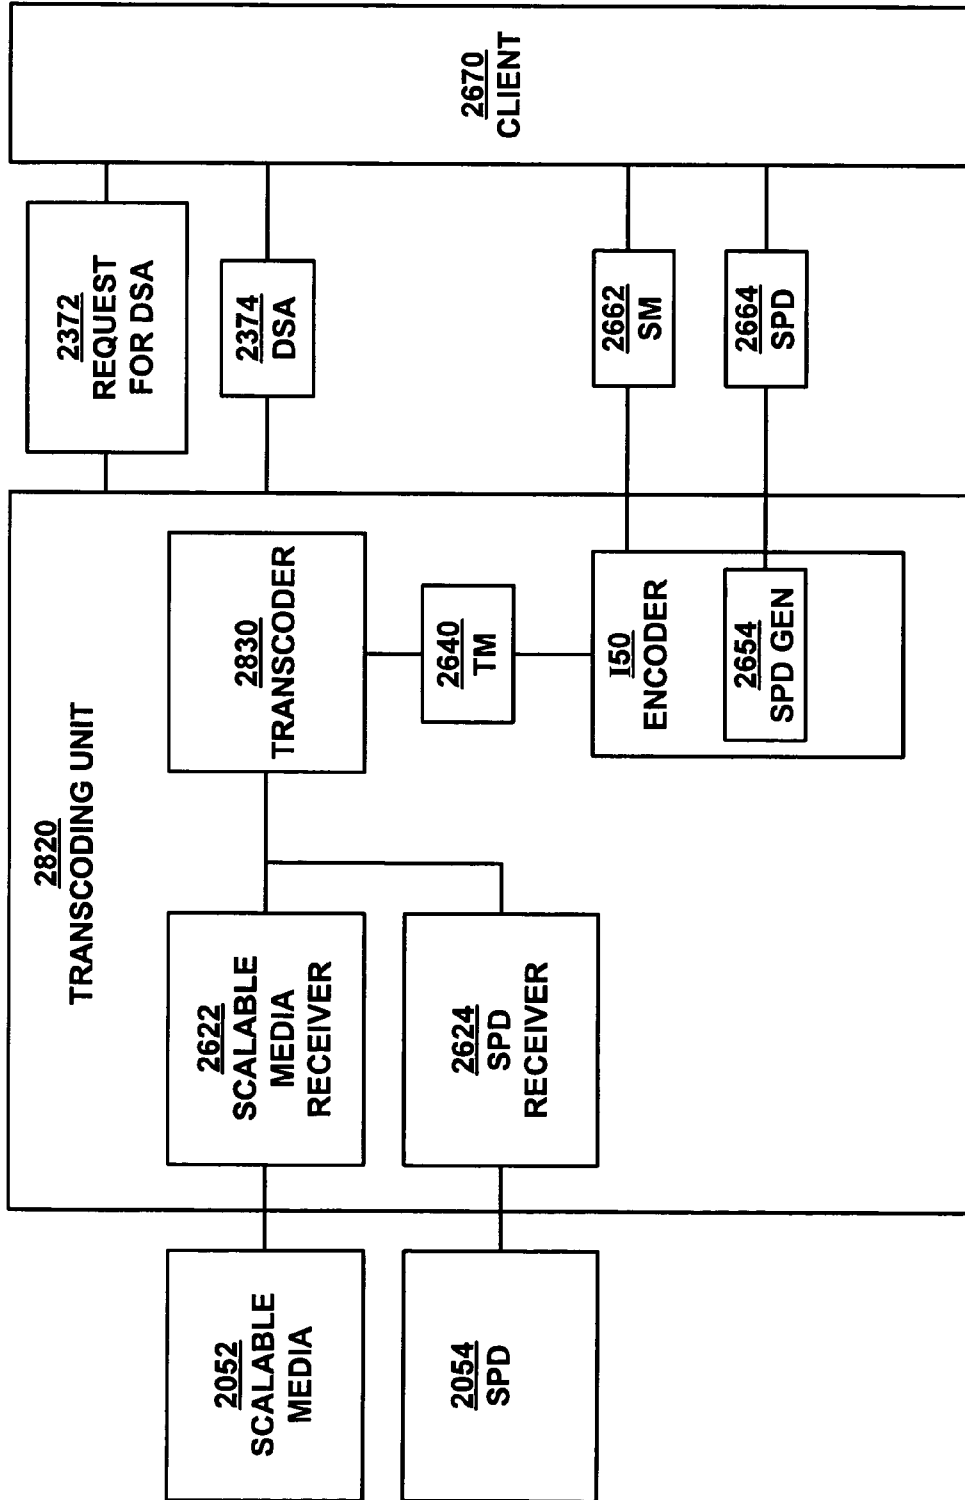 2820
TRANSCODING UNIT
2052
SCALABLE
MEDIA
2622
SCALABLE
MEDIA
RECEIVER
2830
TRANSCODER
2372
REQUEST
FOR DSA
2374
DSA
2670
CLIENT
2054
SPD
2624
SPD
RECEIVER
2640
TM
I50
ENCODER
2654
SPD GEN
2662
SM
2664
SPD